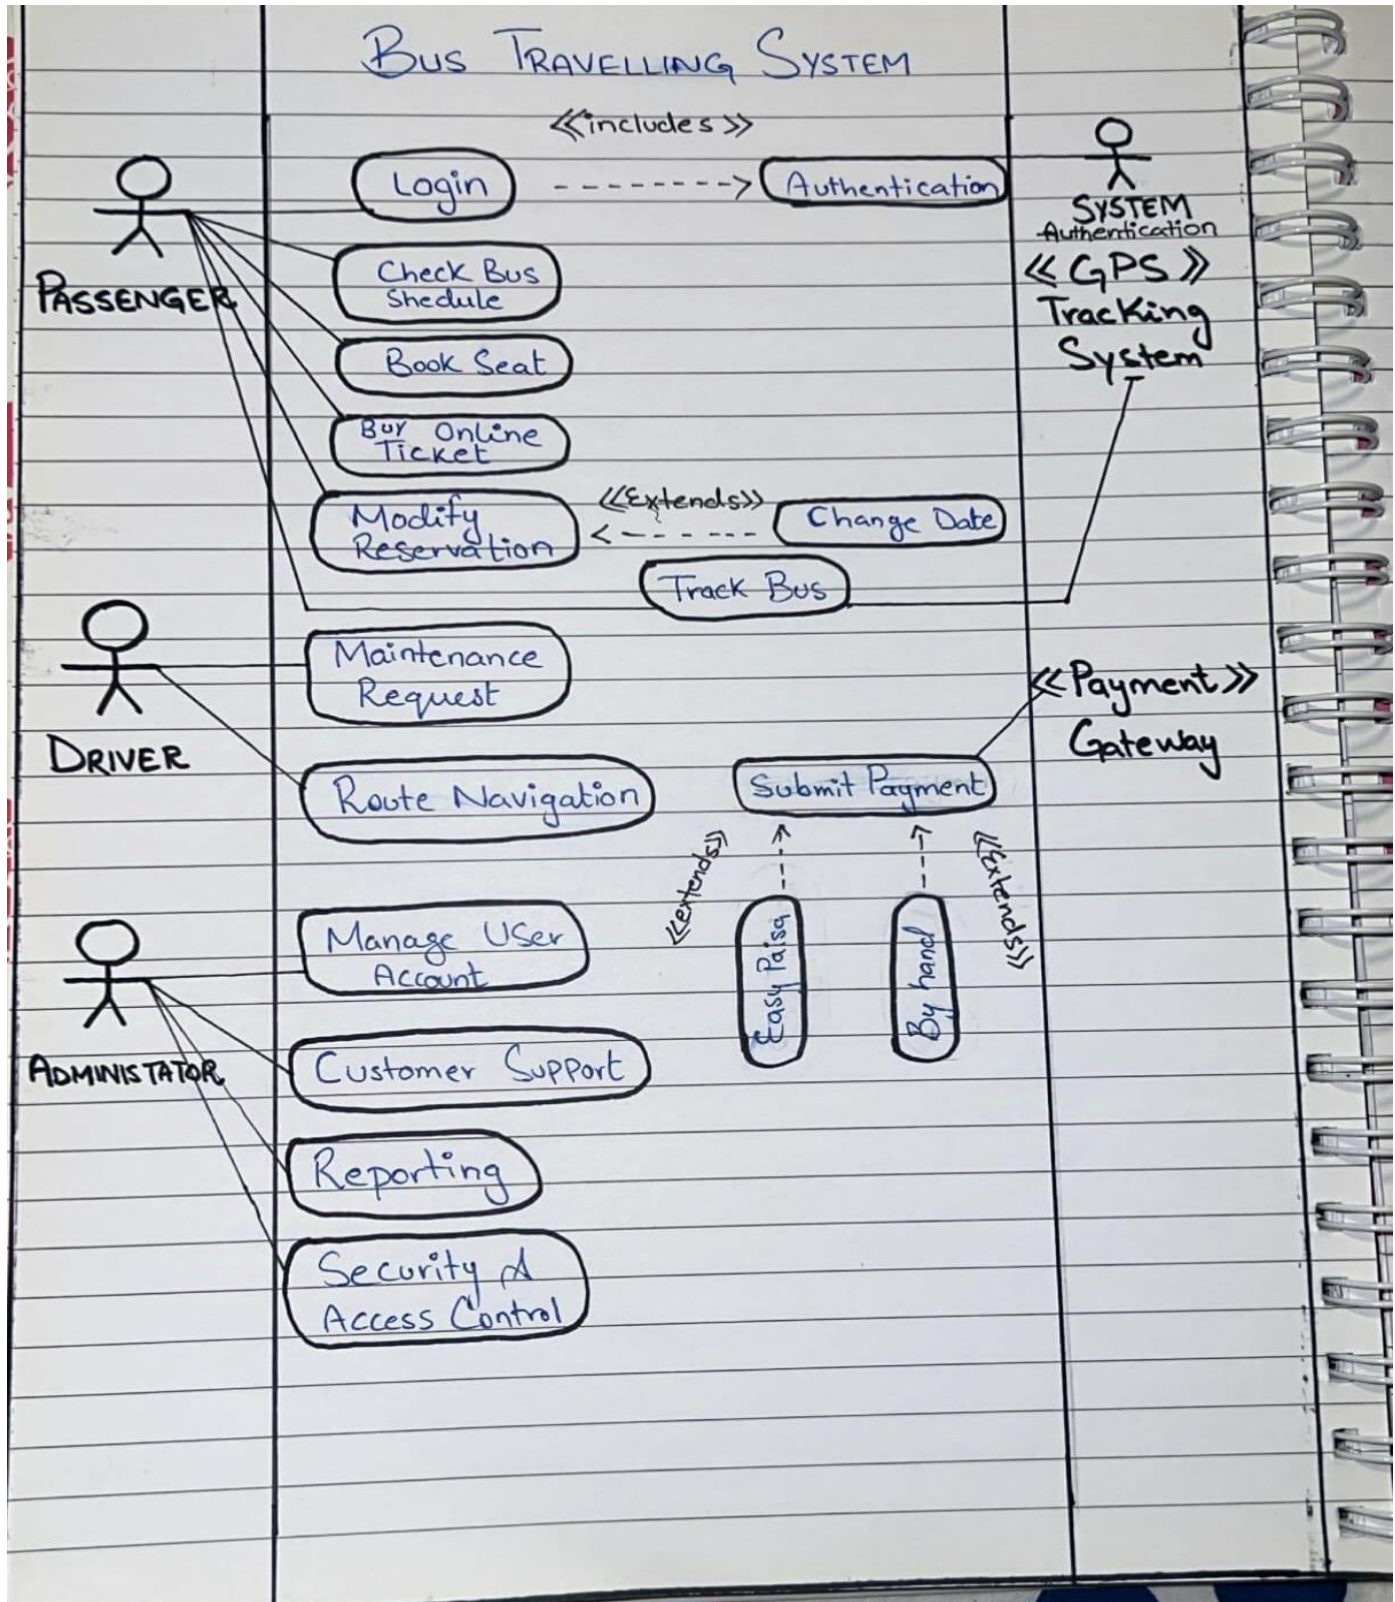 BUS TRAVELLING SYSTEM
<<includes>>
Login
Authentication
SYSTEM
Authentication
PASSENGER
Check Bus
Shedule
<< GPS >>
Tracking
System
Book Seat
Buy Online
Ticket
Modify
Reservation
<<Extends>>
Change Date
Track Bus
DRIVER
Maintenance
Request
Route Navigation
<<Payment>>
Gateway
Submit Payment
<<extends>>
<<Extends>>
Easy Paisa
By hand
ADMINISTATOR
Manage User
Account
Customer Support
Reporting
Security &
Access Control